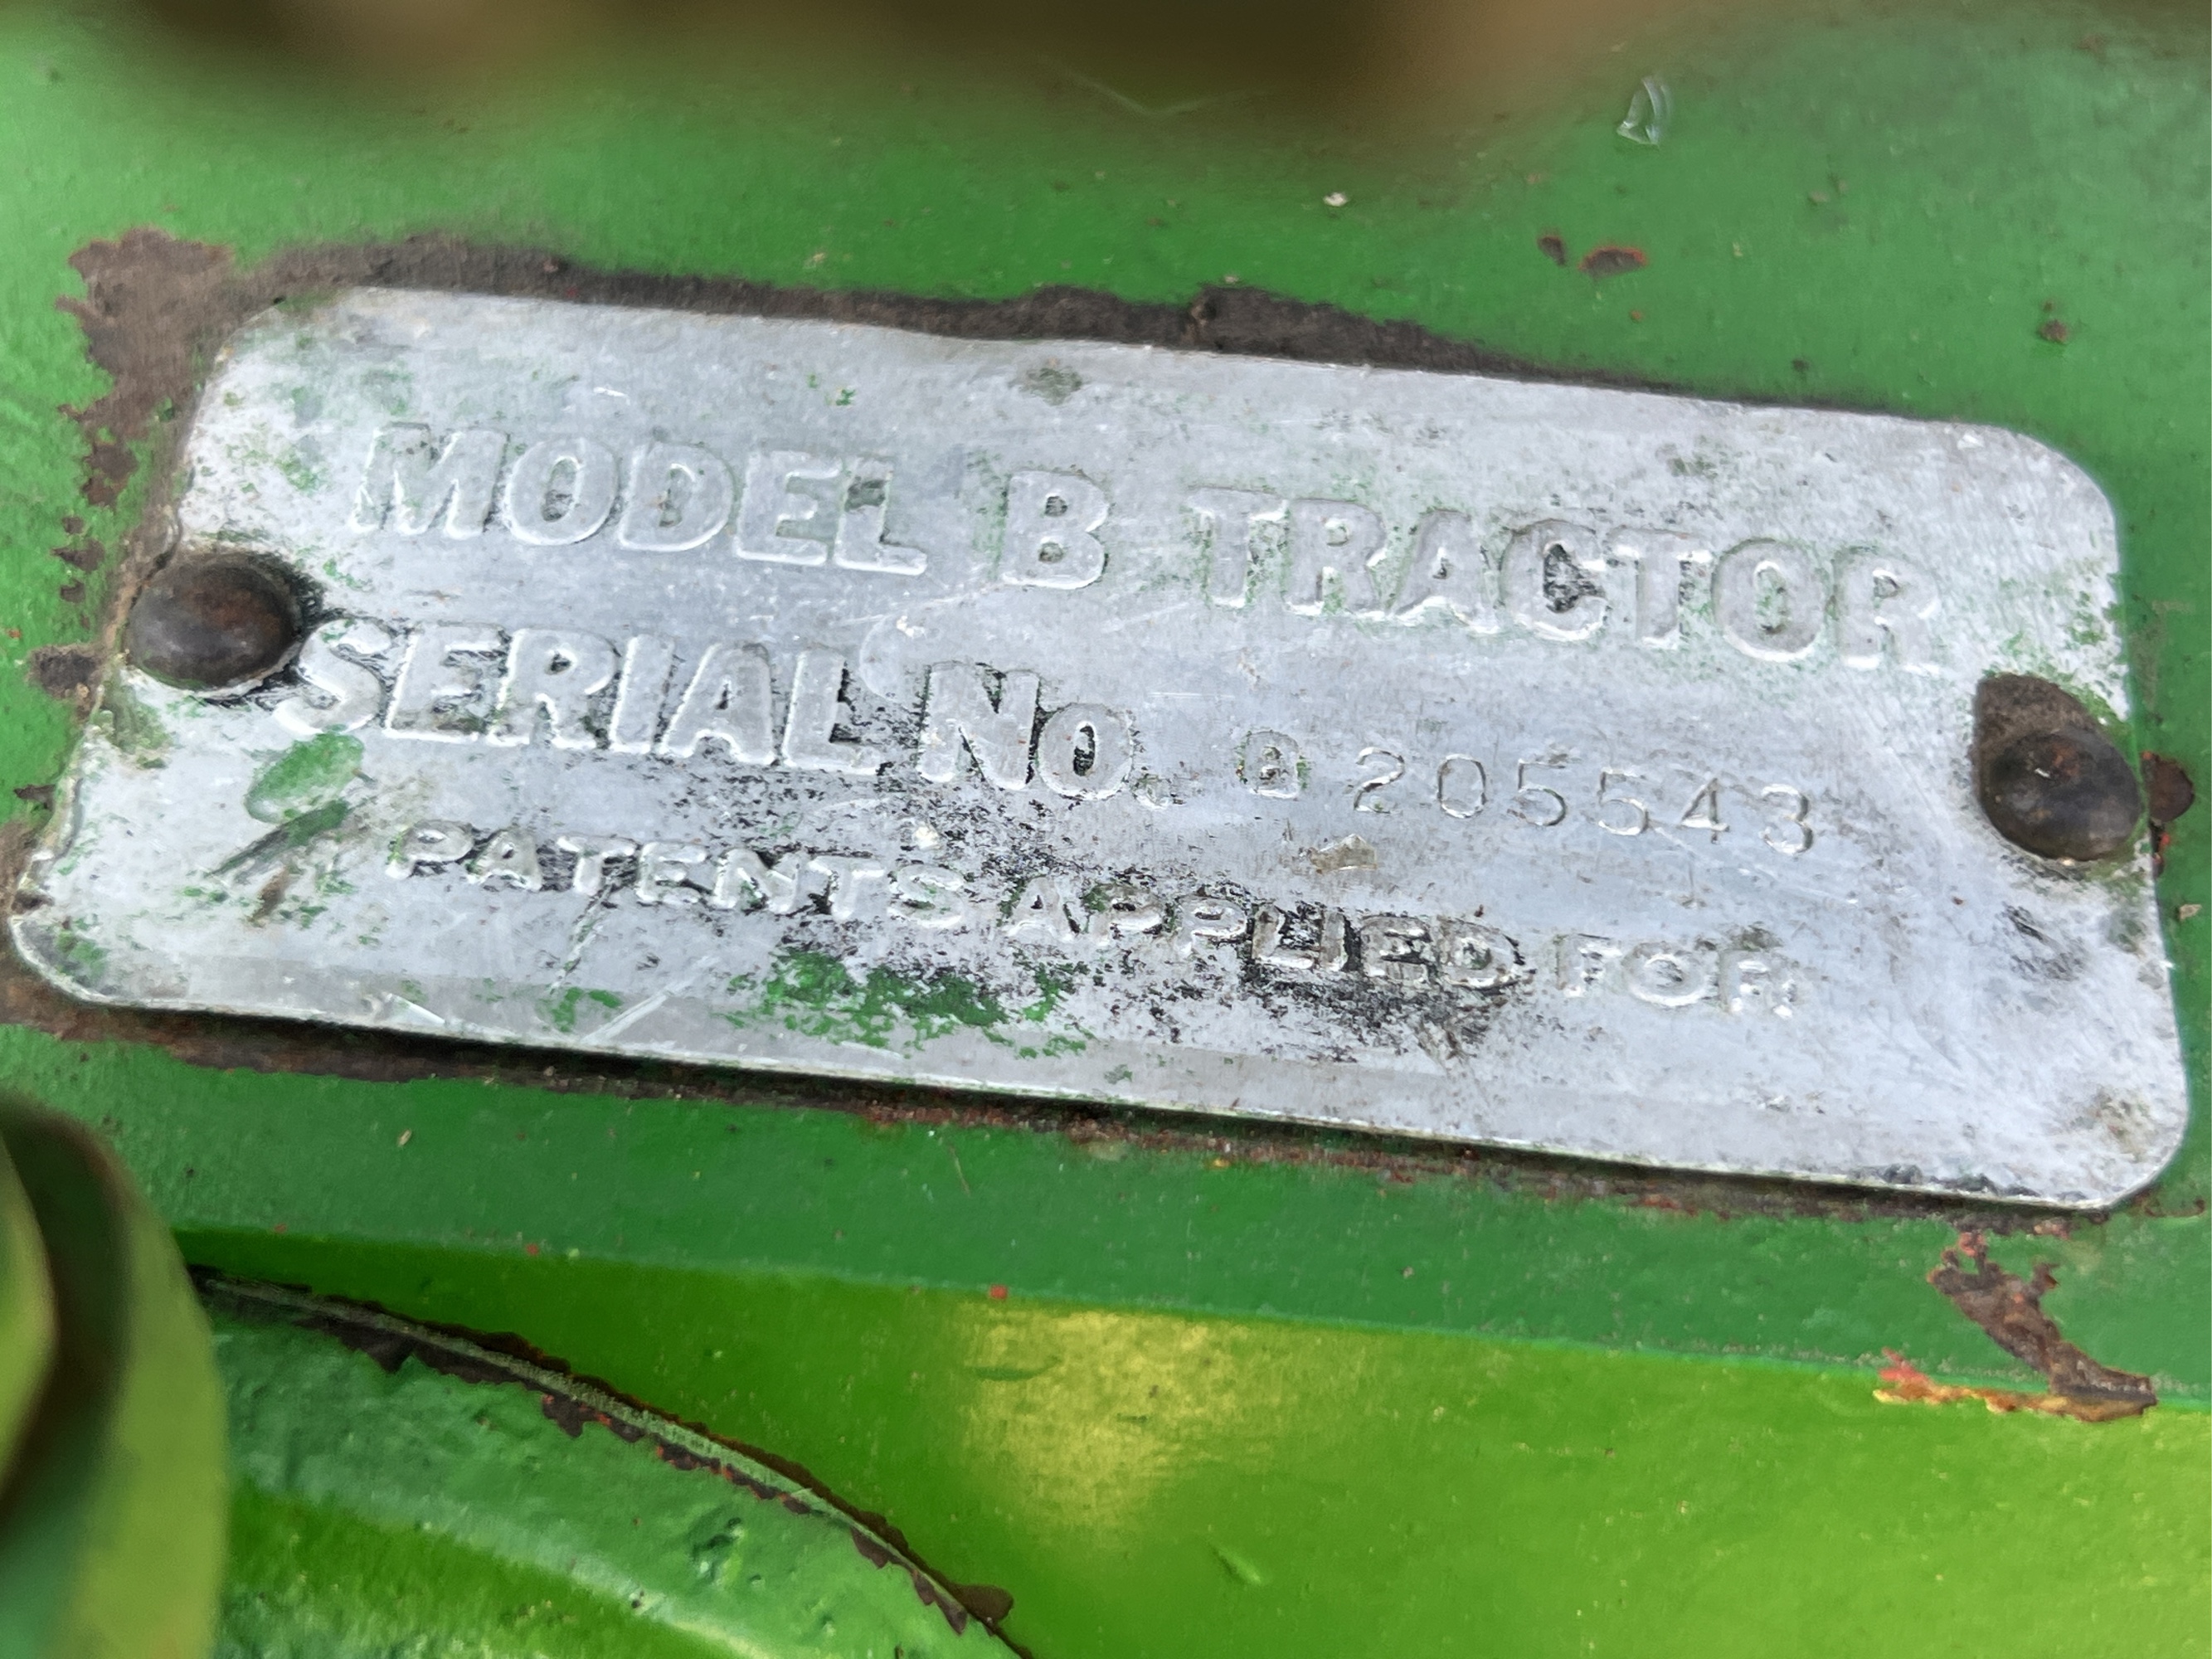 MODEL B TRACTOR
SERIAL NO. B 205543
PATENTS APPLIED FOR